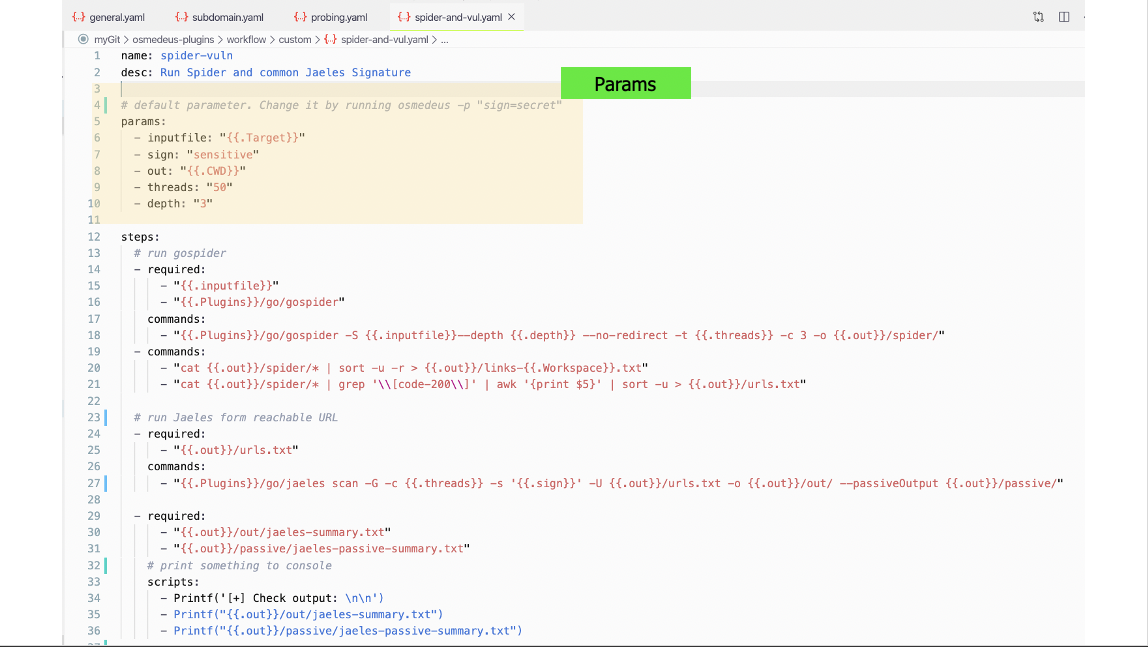 {..} general.yaml {..} subdomain.yaml {..} probing.yaml {..} spider-and-vul.yaml ×
myGit > osmedeus-plugins > workflow > custom > {..} spider-and-vul.yaml > ...
1 name: spider-vuln
2 desc: Run Spider and common Jaeles Signature
Params
3
4 # default parameter. Change it by running osmedeus -p "sign=secret"
5 params:
6 - inputfile: "{{.Target}}"
7 - sign: "sensitive"
8 - out: "{{.CWD}}"
9 - threads: "50"
10 - depth: "3"
11
12 steps:
13 # run gospider
14 - required:
15 - "{{.inputfile}}"
16 - "{{.Plugins}}/go/gospider"
17 commands:
18 - "{{.Plugins}}/go/gospider -S {{.inputfile}}--depth {{.depth}} --no-redirect -t {{.threads}} -c 3 -o {{.out}}/spider/"
19 - commands:
20 - "cat {{.out}}/spider/* | sort -u -r > {{.out}}/links-{{.Workspace}}.txt"
21 - "cat {{.out}}/spider/* | grep '\\[code-200\\]' | awk '{print $5}' | sort -u > {{.out}}/urls.txt"
22
23 # run Jaeles form reachable URL
24 - required:
25 - "{{.out}}/urls.txt"
26 commands:
27 - "{{.Plugins}}/go/jaeles scan -G -c {{.threads}} -s '{{.sign}}' -U {{.out}}/urls.txt -o {{.out}}/out/ --passiveOutput {{.out}}/passive/"
28
29 - required:
30 - "{{.out}}/out/jaeles-summary.txt"
31 - "{{.out}}/passive/jaeles-passive-summary.txt"
32 # print something to console
33 scripts:
34 - Printf('[+] Check output: \n\n')
35 - Printf("{{.out}}/out/jaeles-summary.txt")
36 - Printf("{{.out}}/passive/jaeles-passive-summary.txt")